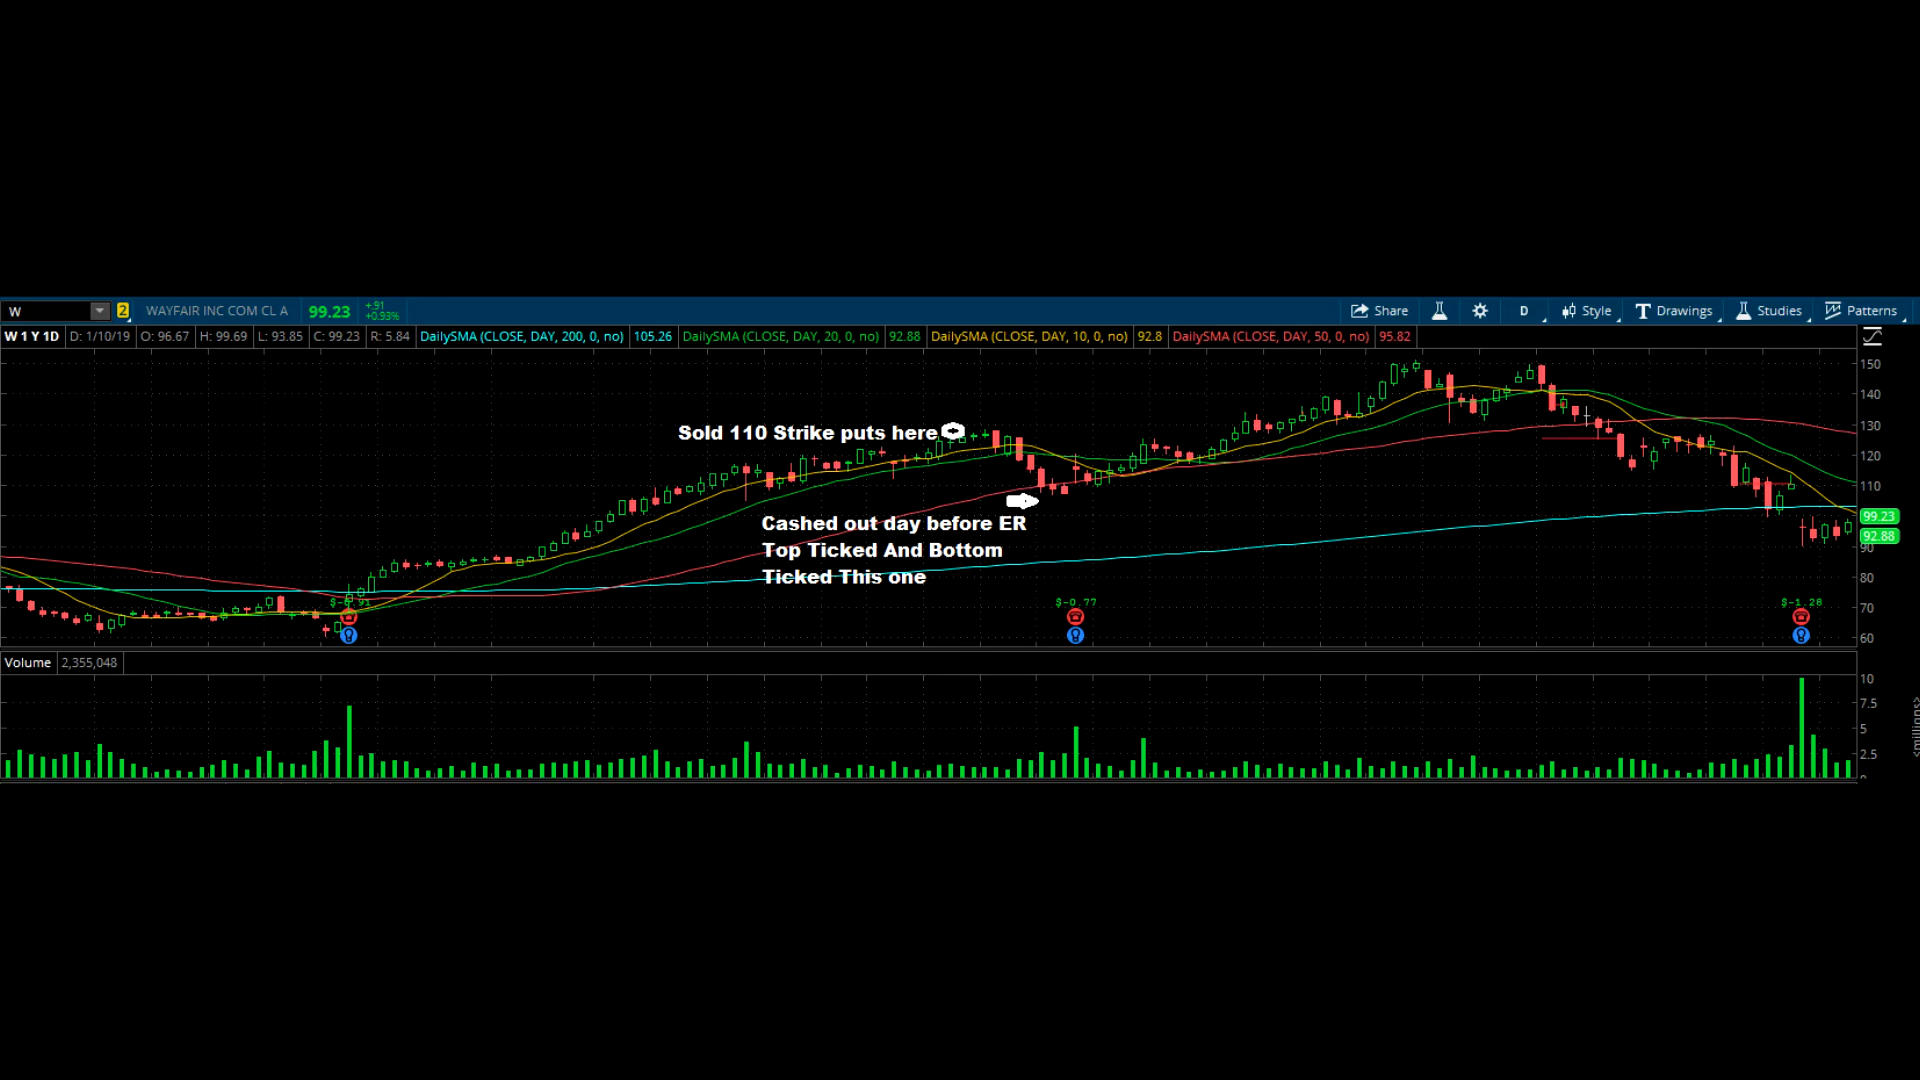 W 2 WAYFAIR INC COM CL A 99.23 +.91 +0.93% Share D Style Drawings Studies Patterns
W 1 Y 1D D: 1/10/19 O: 96.67 H: 99.69 L: 93.85 C: 99.23 R: 5.84 DailySMA (CLOSE, DAY, 200, 0, no) 105.26 DailySMA (CLOSE, DAY, 20, 0, no) 92.88 DailySMA (CLOSE, DAY, 10, 0, no) 92.8 DailySMA (CLOSE, DAY, 50, 0, no) 95.82
150
140
130
Sold 110 Strike puts here
120
110
99.23
Cashed out day before ER
92.88
90
Top Ticked And Bottom
Ticked This one
80
$-0.77
$-1.28
70
60
Volume 2,355,048
10
7.5
5
2.5
0
<millions>